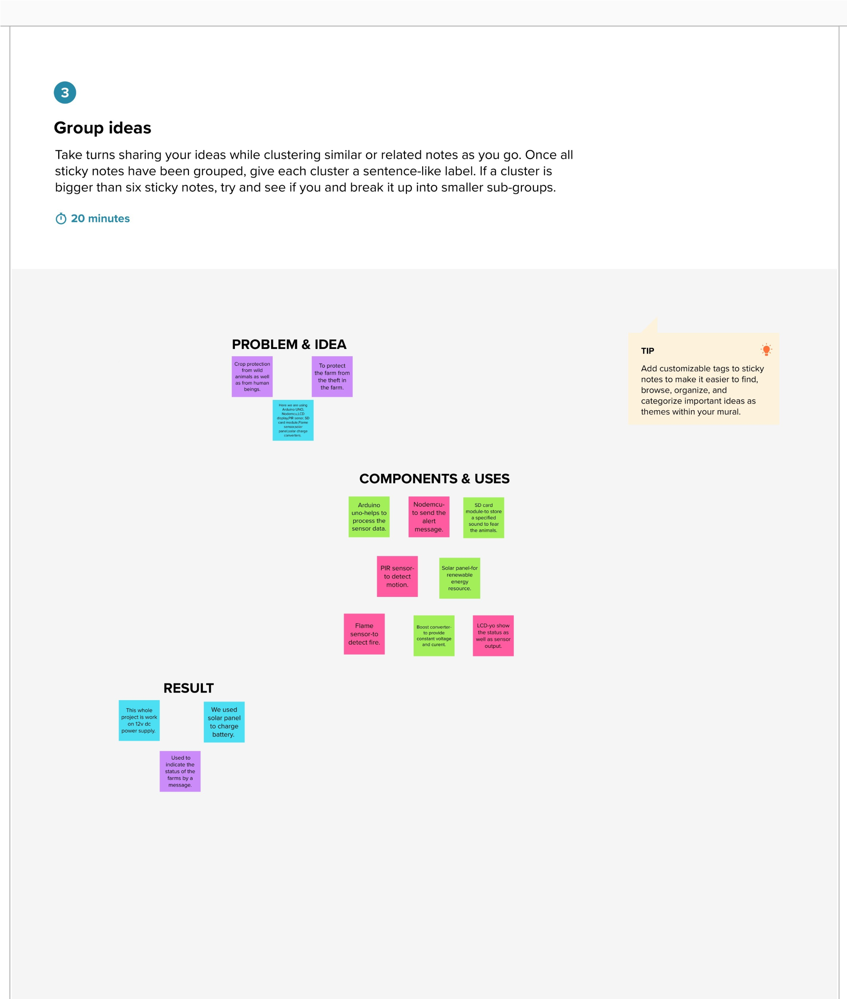 3
Group ideas
Take turns sharing your ideas while clustering similar or related notes as you go. Once all
sticky notes have been grouped, give each cluster a sentence-like label. If a cluster is
bigger than six sticky notes, try and see if you and break it up into smaller sub-groups.
20 minutes
PROBLEM & IDEA
Crop protection
from wild
animals as well
as from human
beings.
To protect
the farm from
the theft in
the farm.
Here we are using
Arduino UNO,
Nodemcu,LCD
display,PIR senor, SD
card module,Flame
sensor,solar
panel,solar charge
converters.
TIP
Add customizable tags to sticky
notes to make it easier to find,
browse, organize, and
categorize important ideas as
themes within your mural.
COMPONENTS & USES
Arduino
uno-helps to
process the
sensor data.
Nodemcu-
to send the
alert
message.
SD card
module-to store
a specified
sound to fear
the animals.
PIR sensor-
to detect
motion.
Solar panel-for
renewable
energy
resource.
Flame
sensor-to
detect fire.
Boost converter-
to provide
constant voltage
and curent.
LCD-yo show
the status as
well as sensor
output.
RESULT
This whole
project is work
on 12v dc
power supply.
We used
solar panel
to charge
battery.
Used to
indicate the
status of the
farms by a
message.